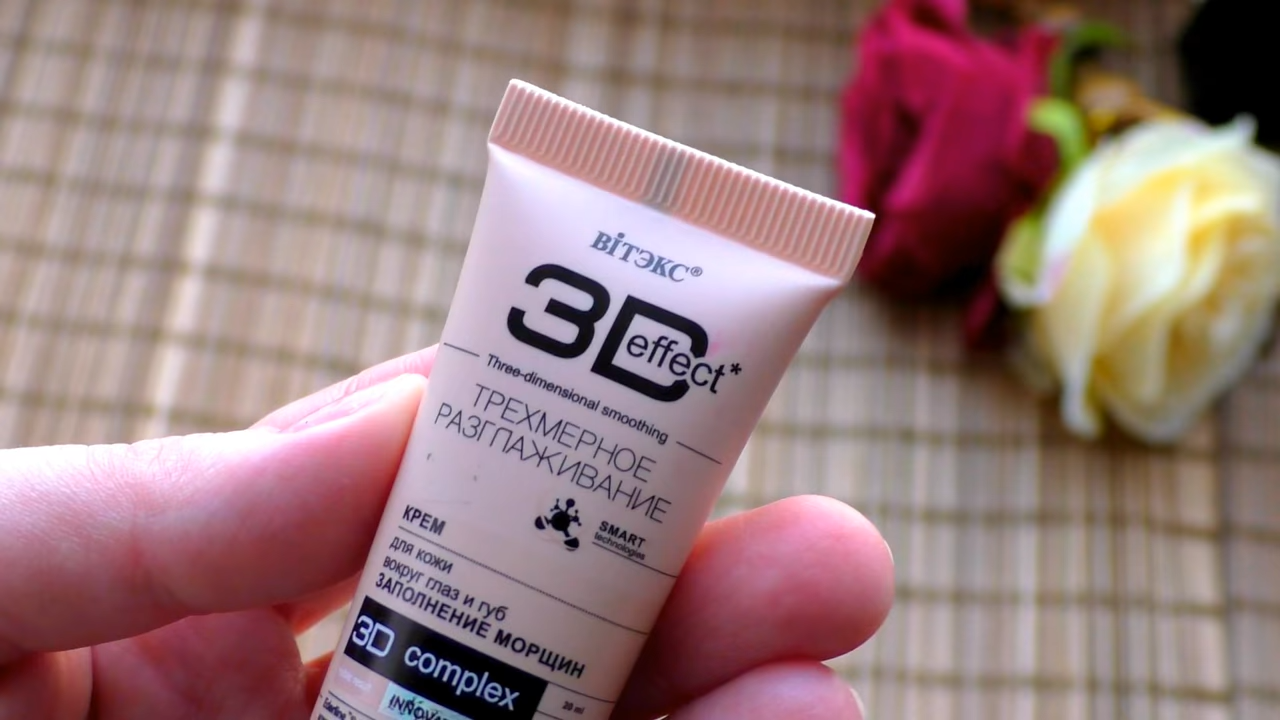 ВіТЭКС®
3D effect*
Three-dimensional smoothing
ТРЕХМЕРНОЕ
РАЗГЛАЖИВАНИЕ
SMART
technologies
КРЕМ
для кожи
вокруг глаз и губ
ЗАПОЛНЕНИЕ МОРЩИН
3D complex
20 ml